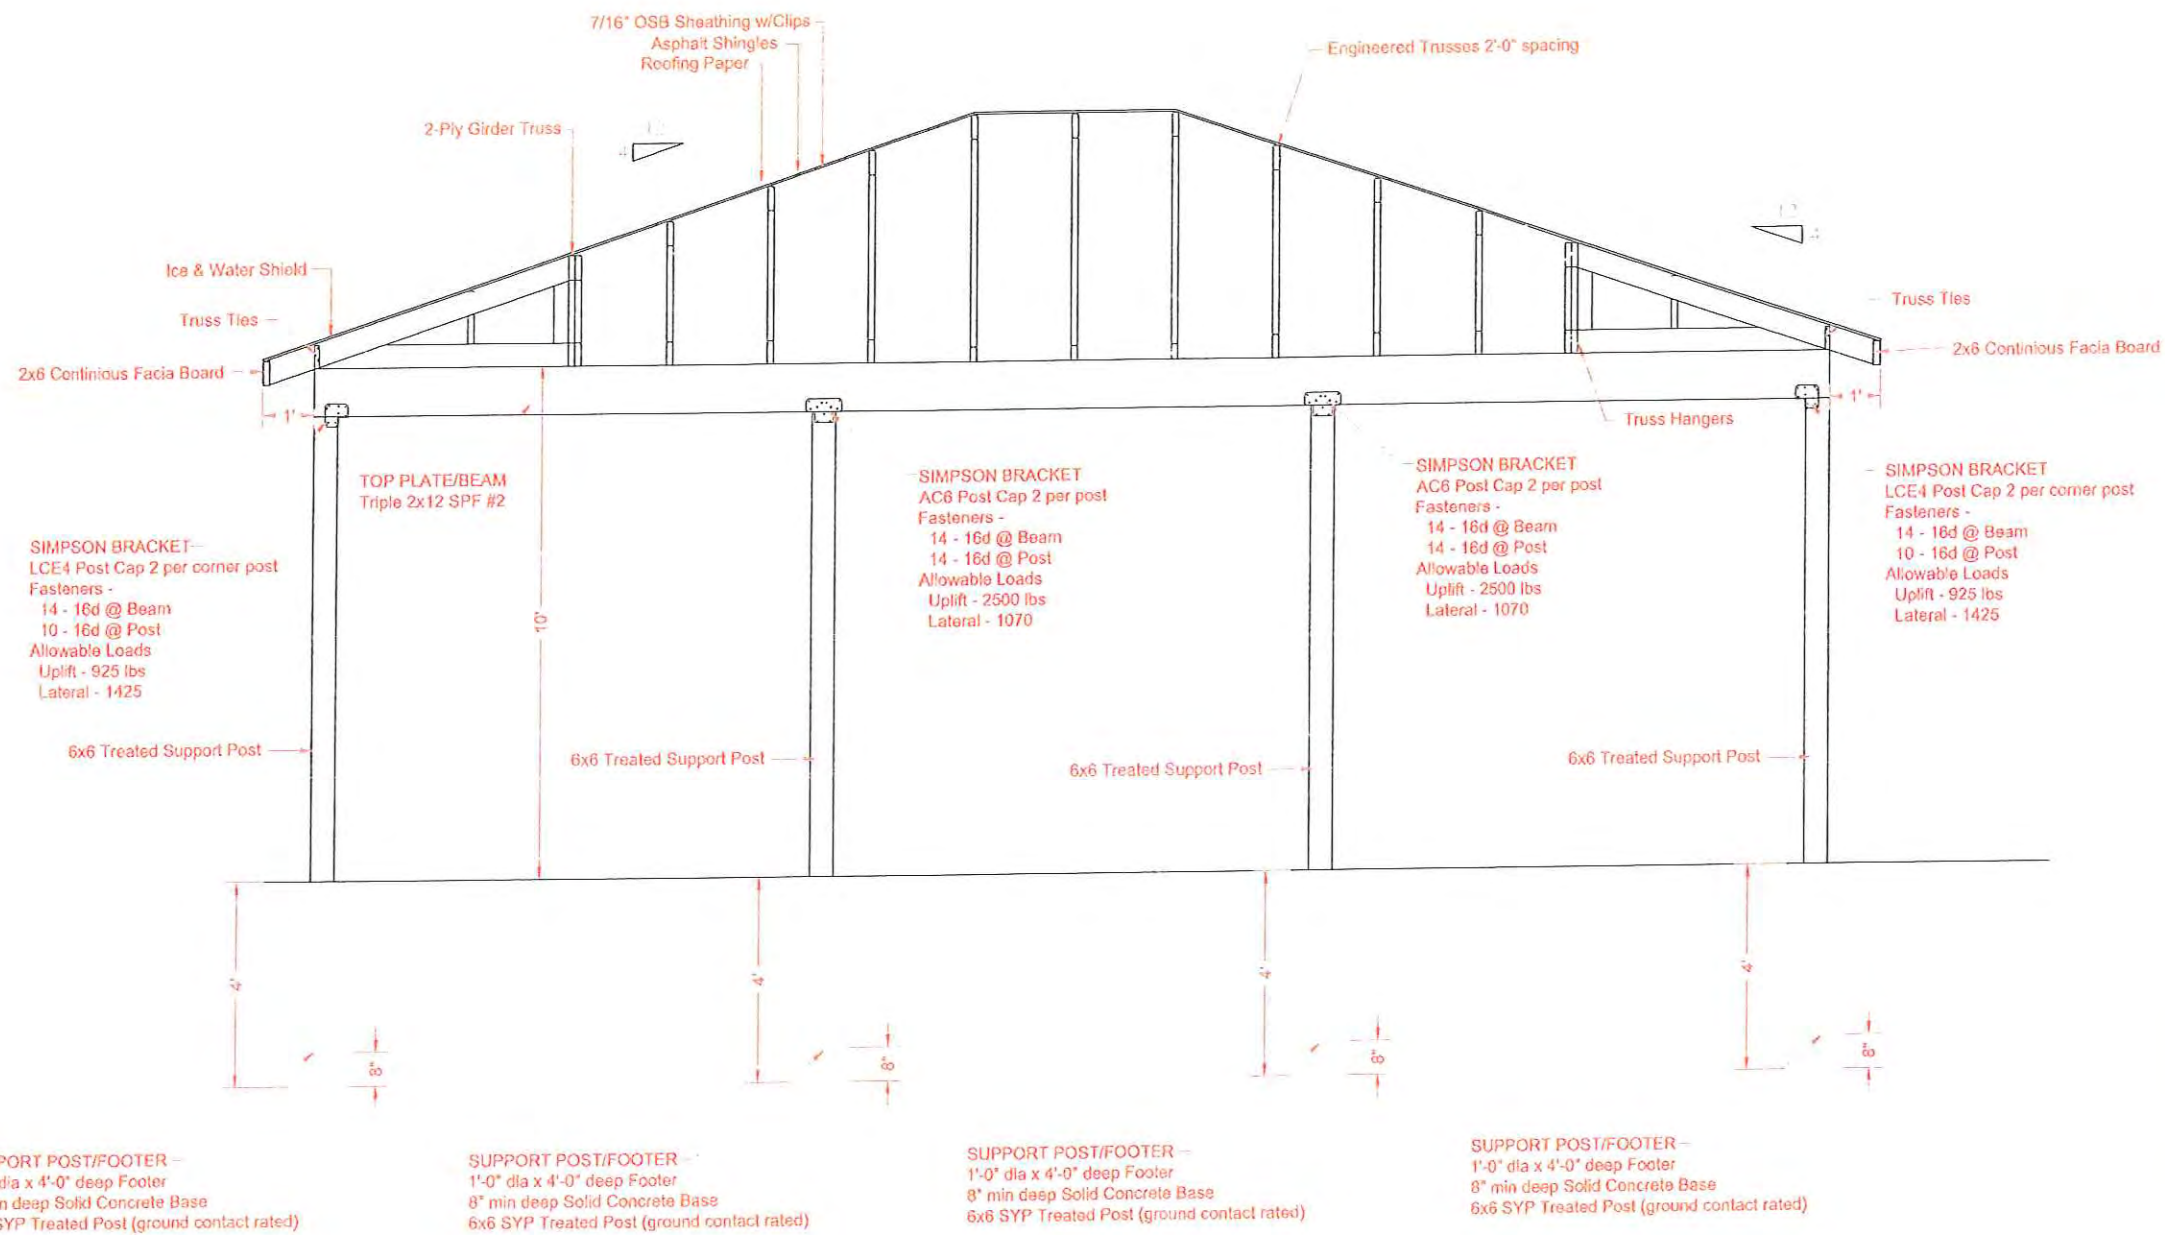 7/16" OSB Sheathing w/Clips
Asphalt Shingles
Roofing Paper
Engineered Trusses 2'-0" spacing
2-Ply Girder Truss
12
4
12
4
Ice & Water Shield
Truss Ties
Truss Ties
2x6 Continious Facia Board
2x6 Continious Facia Board
1'
1'
Truss Hangers
TOP PLATE/BEAM
Triple 2x12 SPF #2
SIMPSON BRACKET
LCE4 Post Cap 2 per corner post
Fasteners -
14 - 16d @ Beam
10 - 16d @ Post
Allowable Loads
Uplift - 925 lbs
Lateral - 1425
SIMPSON BRACKET
AC6 Post Cap 2 per post
Fasteners -
14 - 16d @ Beam
14 - 16d @ Post
Allowable Loads
Uplift - 2500 lbs
Lateral - 1070
SIMPSON BRACKET
AC6 Post Cap 2 per post
Fasteners -
14 - 16d @ Beam
14 - 16d @ Post
Allowable Loads
Uplift - 2500 lbs
Lateral - 1070
SIMPSON BRACKET
LCE4 Post Cap 2 per corner post
Fasteners -
14 - 16d @ Beam
10 - 16d @ Post
Allowable Loads
Uplift - 925 lbs
Lateral - 1425
10'
6x6 Treated Support Post
6x6 Treated Support Post
6x6 Treated Support Post
6x6 Treated Support Post
4'
4'
4'
4'
8"
8"
8"
8"
PORT POST/FOOTER
dia x 4'-0" deep Footer
n deep Solid Concrete Base
SYP Treated Post (ground contact rated)
SUPPORT POST/FOOTER
1'-0" dia x 4'-0" deep Footer
8" min deep Solid Concrete Base
6x6 SYP Treated Post (ground contact rated)
SUPPORT POST/FOOTER
1'-0" dia x 4'-0" deep Footer
8" min deep Solid Concrete Base
6x6 SYP Treated Post (ground contact rated)
SUPPORT POST/FOOTER
1'-0" dia x 4'-0" deep Footer
8" min deep Solid Concrete Base
6x6 SYP Treated Post (ground contact rated)